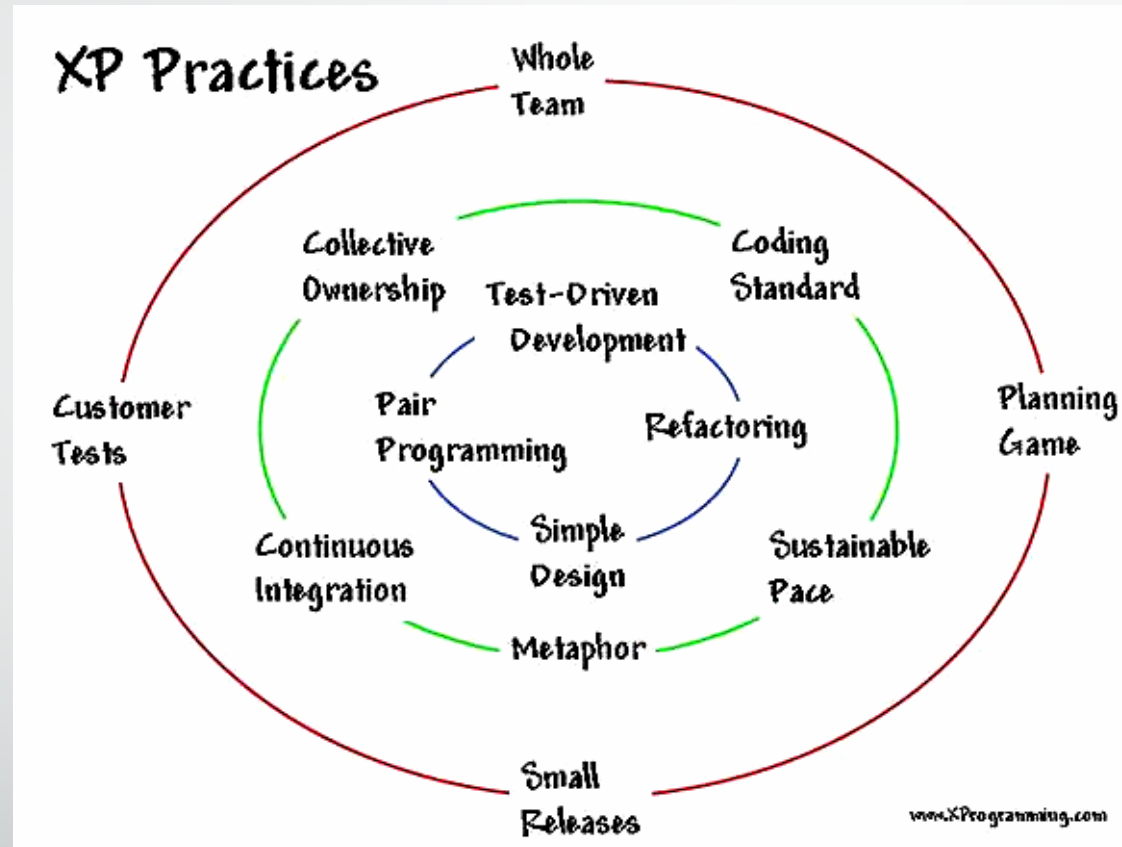 XP Practices
Whole
Team
Collective
Ownership
Coding
Standard
Test-Driven
Development
Customer
Tests
Pair
Programming
Refactoring
Planning
Game
Continuous
Integration
Simple
Design
Sustainable
Pace
Metaphor
Small
Releases
www.XProgramming.com